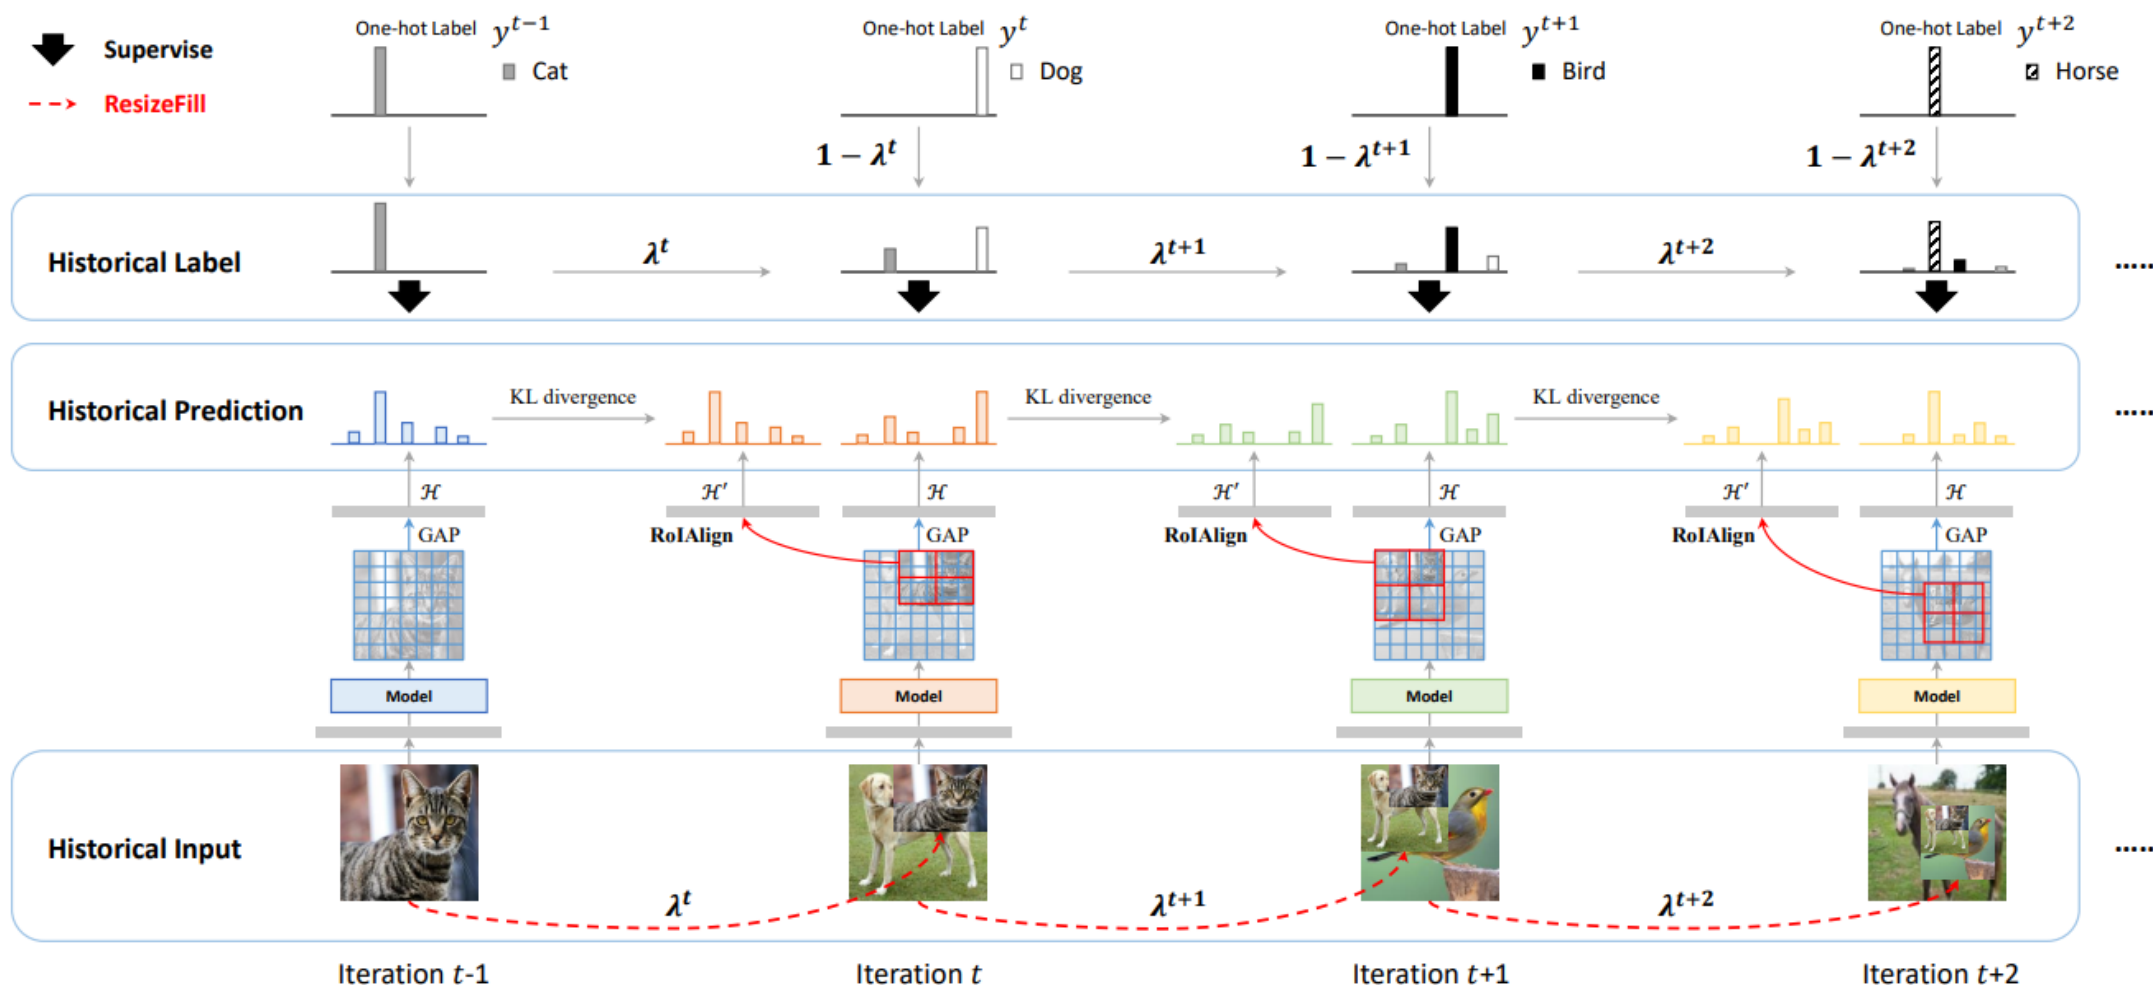 Supervise
ResizeFill
One-hot Label y^{t−1}
Cat
One-hot Label y^{t}
Dog
One-hot Label y^{t+1}
Bird
One-hot Label y^{t+2}
Horse
1 − λ^{t}
1 − λ^{t+1}
1 − λ^{t+2}
Historical Label
λ^{t}
λ^{t+1}
λ^{t+2}
......
Historical Prediction
KL divergence
KL divergence
KL divergence
......
ℋ
ℋ′
ℋ
ℋ′
ℋ
ℋ′
ℋ
GAP
RoIAlign
GAP
RoIAlign
GAP
RoIAlign
GAP
Model
Model
Model
Model
Historical Input
λ^{t}
λ^{t+1}
λ^{t+2}
......
Iteration t-1
Iteration t
Iteration t+1
Iteration t+2